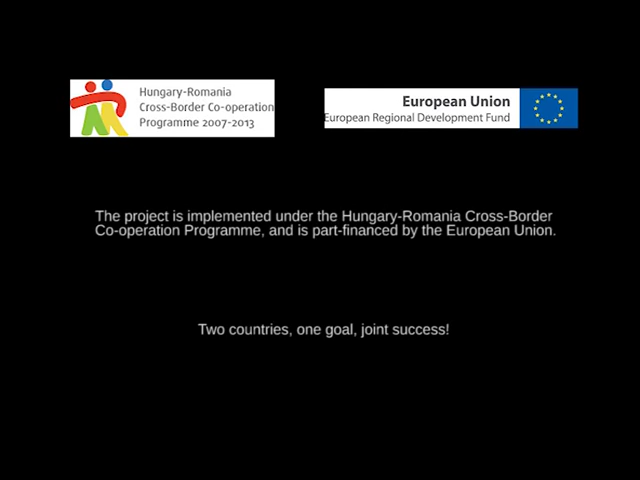 Hungary-Romania
Cross-Border Co-operation
Programme 2007-2013
European Union
European Regional Development Fund
The project is implemented under the Hungary-Romania Cross-Border
Co-operation Programme, and is part-financed by the European Union.
Two countries, one goal, joint success!